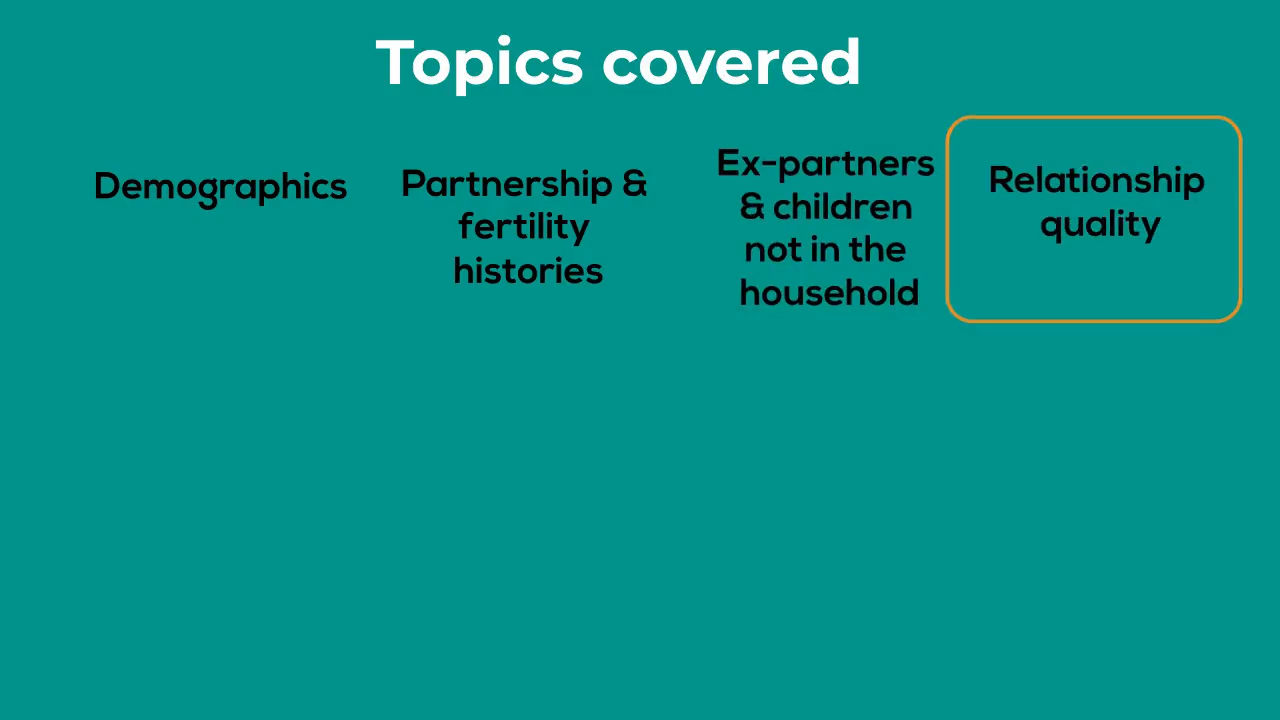 Topics covered
Demographics
Partnership &
fertility
histories
Ex-partners
& children
not in the
household
Relationship
quality